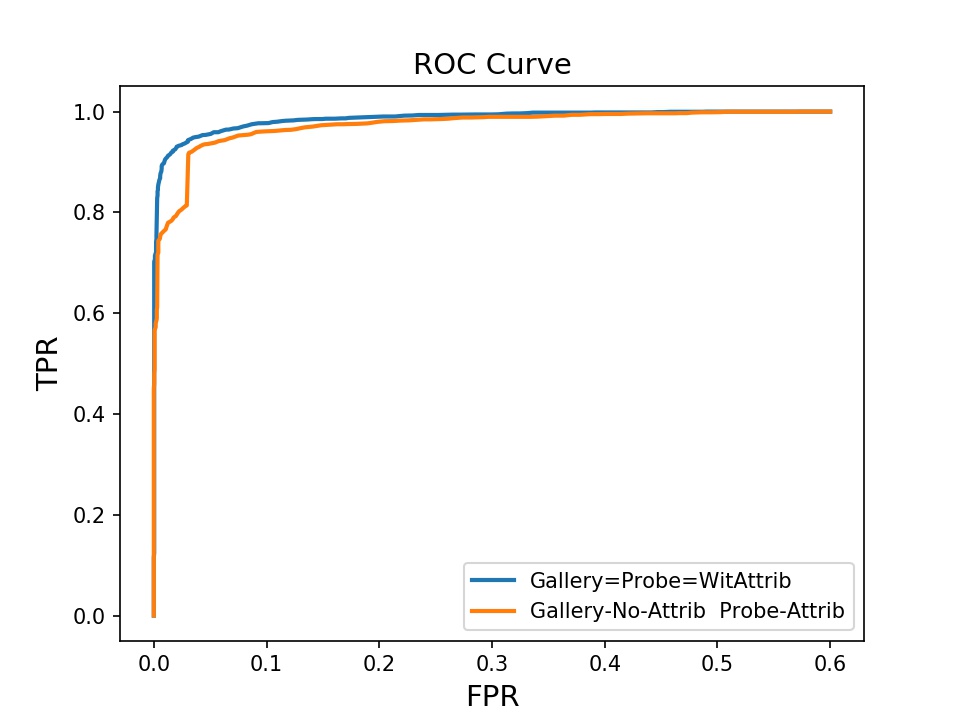 ROC Curve
1.0
0.8
0.6
0.4
0.2
0.0
TPR
Gallery=Probe=WitAttrib
Gallery-No-Attrib  Probe-Attrib
0.0 0.1 0.2 0.3 0.4 0.5 0.6
FPR